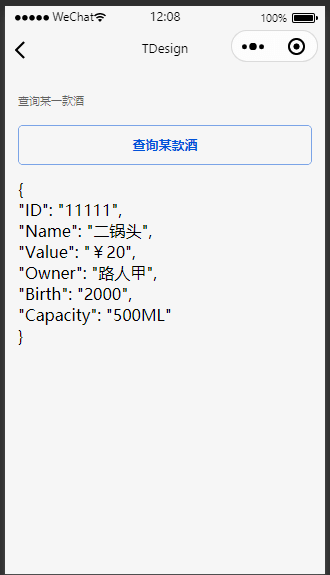 ●●●●● WeChat 12:08 100%
TDesign
查询某一款酒
查询某款酒
{
"ID": "11111",
"Name": "二锅头",
"Value": "￥20",
"Owner": "路人甲",
"Birth": "2000",
"Capacity": "500ML"
}